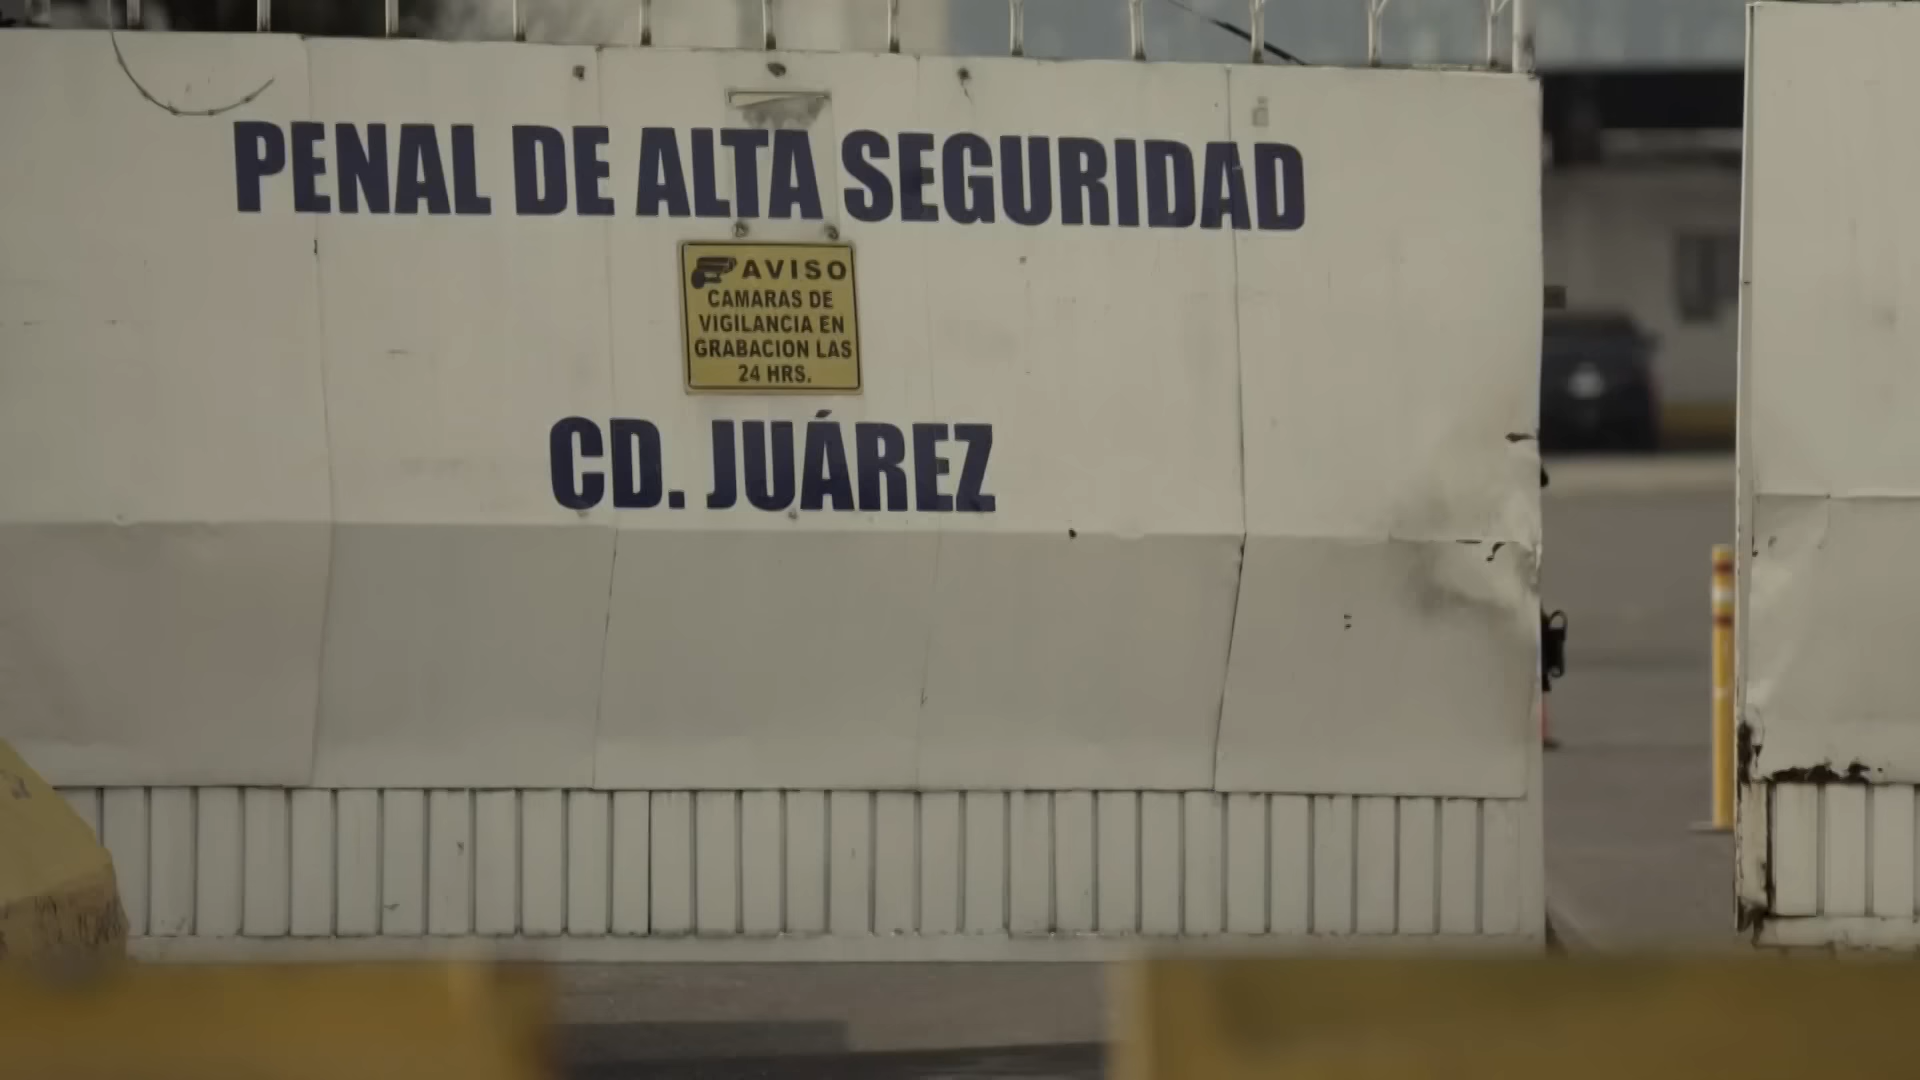 PENAL DE ALTA SEGURIDAD
AVISO
CAMARAS DE
VIGILANCIA EN
GRABACION LAS
24 HRS.
CD. JUÁREZ